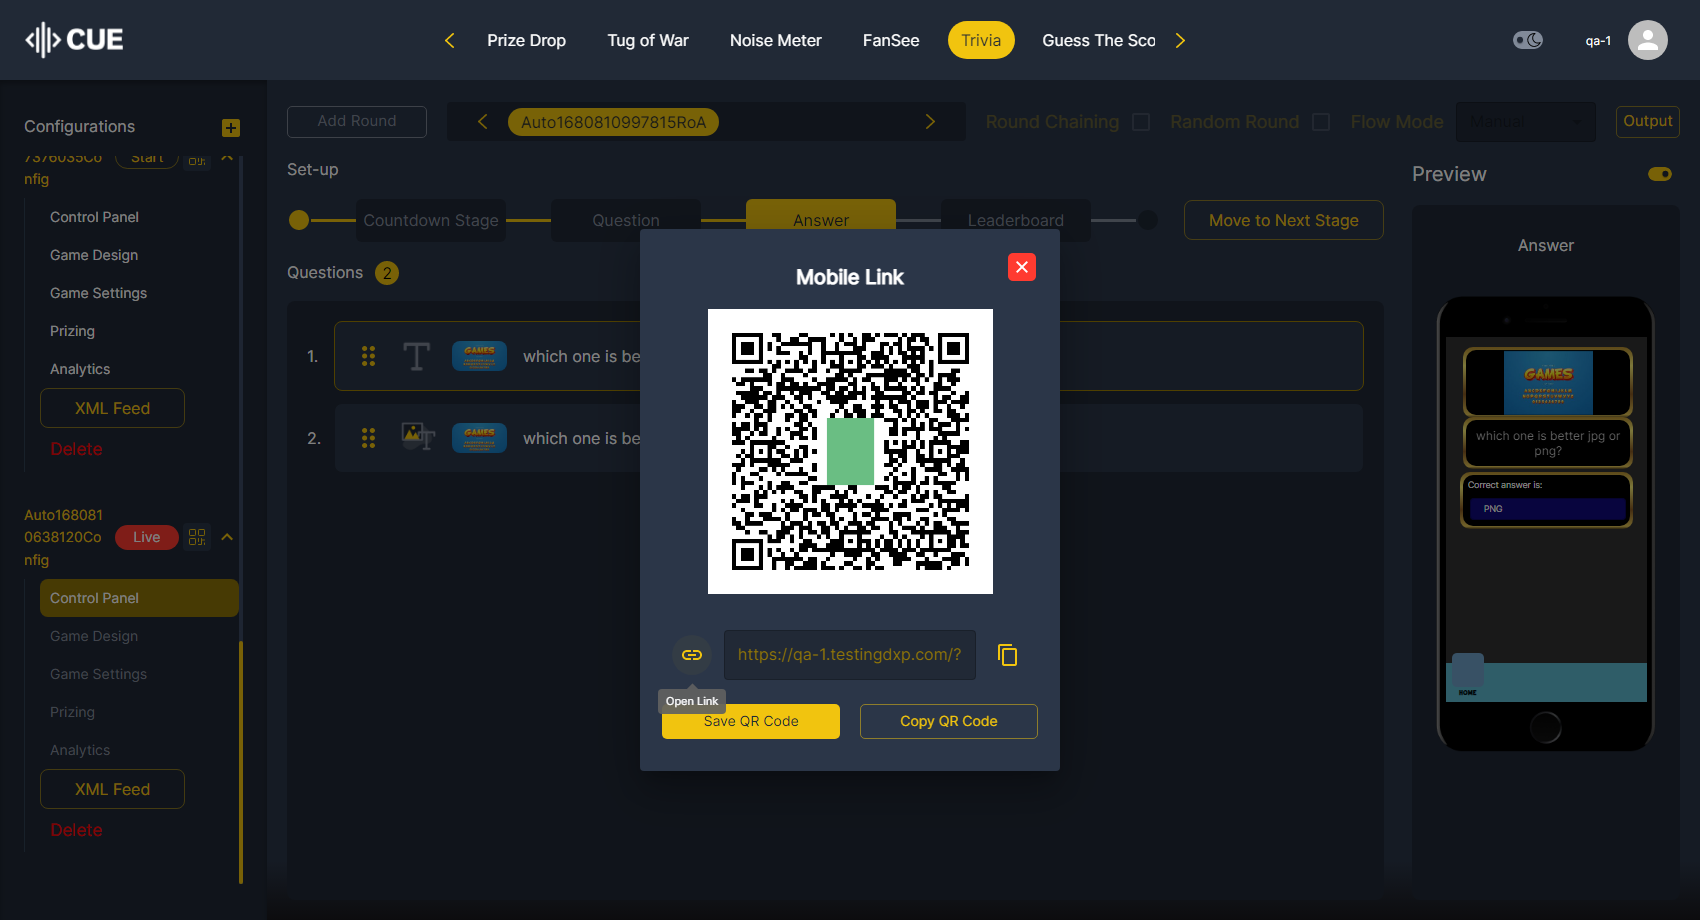 CUE
Prize Drop
Tug of War
Noise Meter
FanSee
Trivia
Guess The Sco
qa-1
Configurations
7376035Co
nfig
Start
Control Panel
Game Design
Game Settings
Prizing
Analytics
XML Feed
Delete
Auto168081
0638120Co
nfig
Live
Control Panel
Game Design
Game Settings
Prizing
Analytics
XML Feed
Delete
Add Round
Auto1680810997815RoA
Round Chaining
Random Round
Flow Mode
Manual
Output
Set-up
Countdown Stage
Question
Answer
Leaderboard
Move to Next Stage
Questions
2
1.
T
GAMES
which one is be
2.
T
GAMES
which one is be
Mobile Link
https://qa-1.testingdxp.com/?
Open Link
Save QR Code
Copy QR Code
Preview
Answer
GAMES
which one is better jpg or
png?
Correct answer is:
PNG
HOME